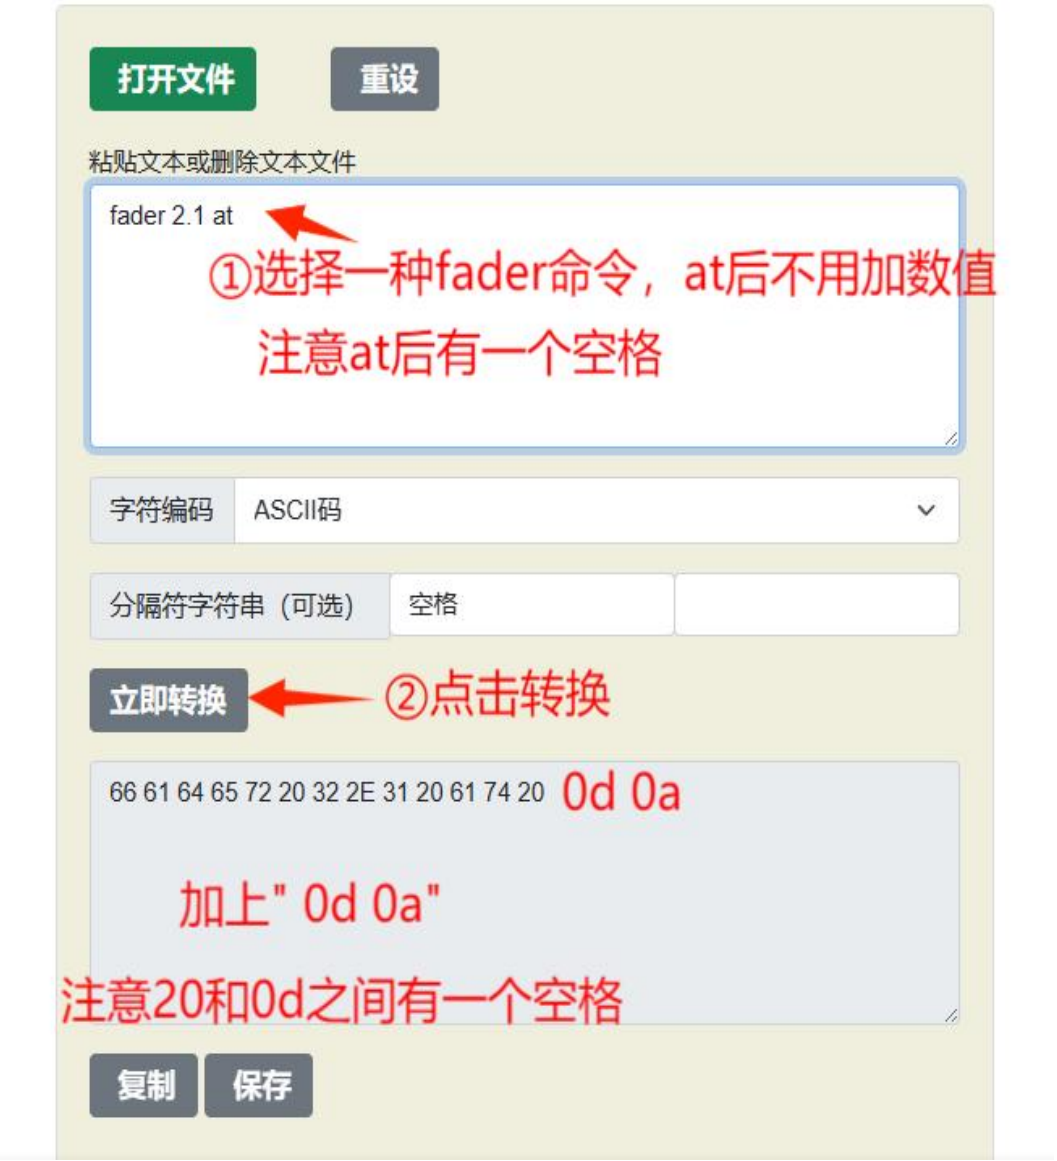 打开文件 重设
粘贴文本或删除文本文件
fader 2.1 at
①选择一种fader命令，at后不用加数值
注意at后有一个空格
字符编码 ASCII码
分隔符字符串（可选） 空格
立即转换 ②点击转换
66 61 64 65 72 20 32 2E 31 20 61 74 20 0d 0a
加上" 0d 0a"
注意20和0d之间有一个空格
复制 保存